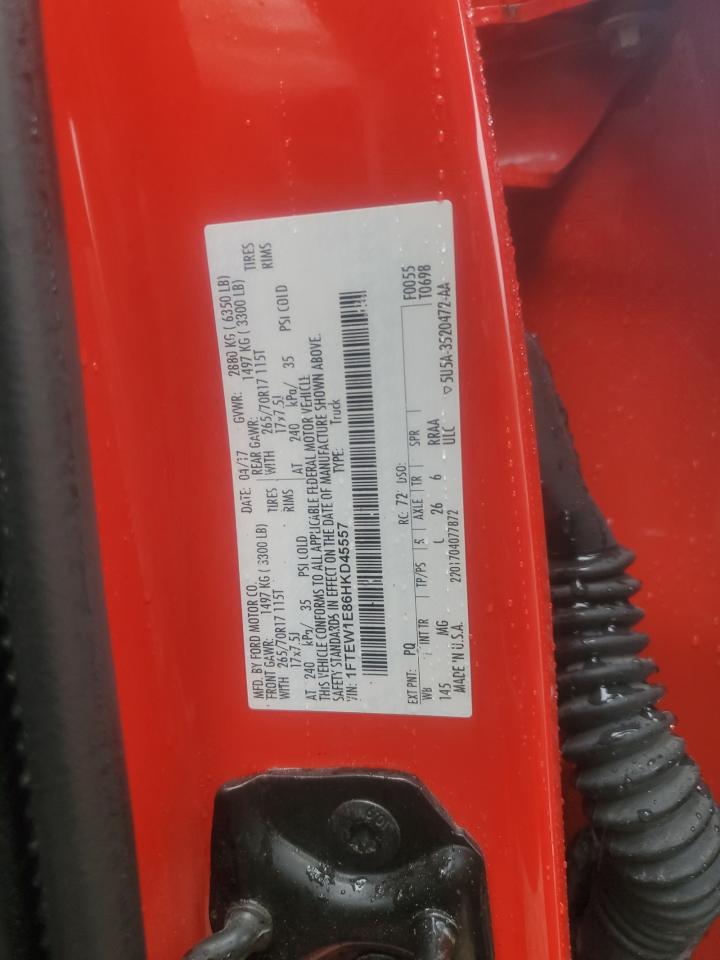 MFD. BY FORD MOTOR CO. DATE: 04/17 GVWR: 2880 KG ( 6350 LB)
FRONT GAWR: 1497 KG ( 3300 LB) REAR GAWR: 1497 KG ( 3300 LB)
WITH 265/70R17 115T TIRES WITH 265/70R17 115T TIRES
17x7.5J RIMS 17x7.5J RIMS
AT 240 kPa/ 35 PSI COLD AT 240 kPa/ 35 PSI COLD
THIS VEHICLE CONFORMS TO ALL APPLICABLE FEDERAL MOTOR VEHICLE
SAFETY STANDARDS IN EFFECT ON THE DATE OF MANUFACTURE SHOWN ABOVE.
VIN: 1FTEW1E86HKD45557 TYPE: Truck
EXT PNT: PQ RC: 72 DSO: F0055
WB INT TR TP/PS R AXLE TR SPR T0698
145 MG L 26 6 RRAA
MADE IN U.S.A. 2201704077872 ULC 5U5A-3520472-AA